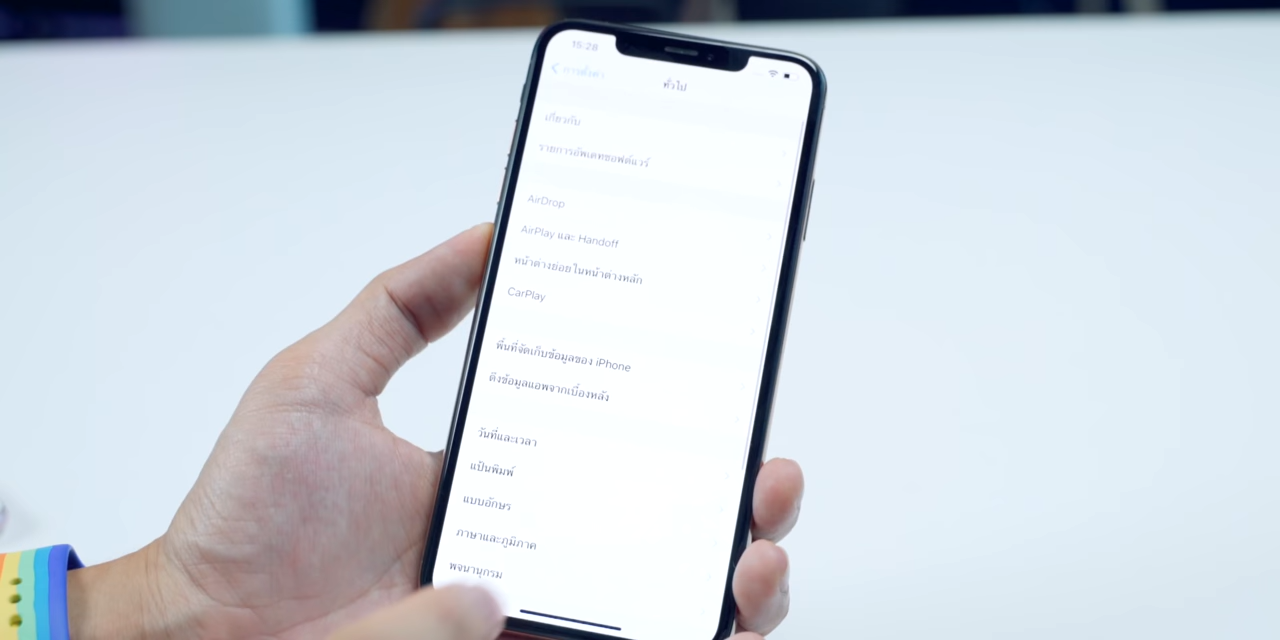 15:28
การตั้งค่า
ทั่วไป
เกี่ยวกับ
รายการอัพเดทซอฟต์แวร์
AirDrop
AirPlay และ Handoff
หน้าต่างย่อยในหน้าต่างหลัก
CarPlay
พื้นที่จัดเก็บข้อมูลของ iPhone
ดึงข้อมูลแอพจากเบื้องหลัง
วันที่และเวลา
แป้นพิมพ์
แบบอักษร
ภาษาและภูมิภาค
พจนานุกรม